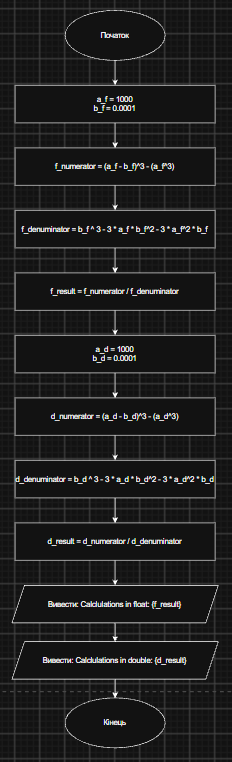 Початок
a_f = 1000
b_f = 0.0001
f_numerator = (a_f - b_f)^3 - (a_f^3)
f_denuminator = b_f ^ 3 - 3 * a_f * b_f^2 - 3 * a_f^2 * b_f
f_result = f_numerator / f_denuminator
a_d = 1000
b_d = 0.0001
d_numerator = (a_d - b_d)^3 - (a_d^3)
d_denuminator = b_d ^ 3 - 3 * a_d * b_d^2 - 3 * a_d^2 * b_d
d_result = d_numerator / d_denuminator
Вивести: Calclulations in float: {f_result}
Вивести: Calclulations in double: {d_result}
Кінець